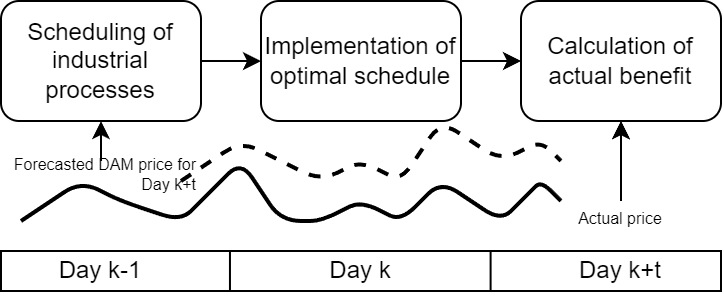 Scheduling of
industrial
processes
Implementation of
optimal schedule
Calculation of
actual benefit
Forecasted DAM price for
Day k+t
Actual price
Day k-1
Day k
Day k+t